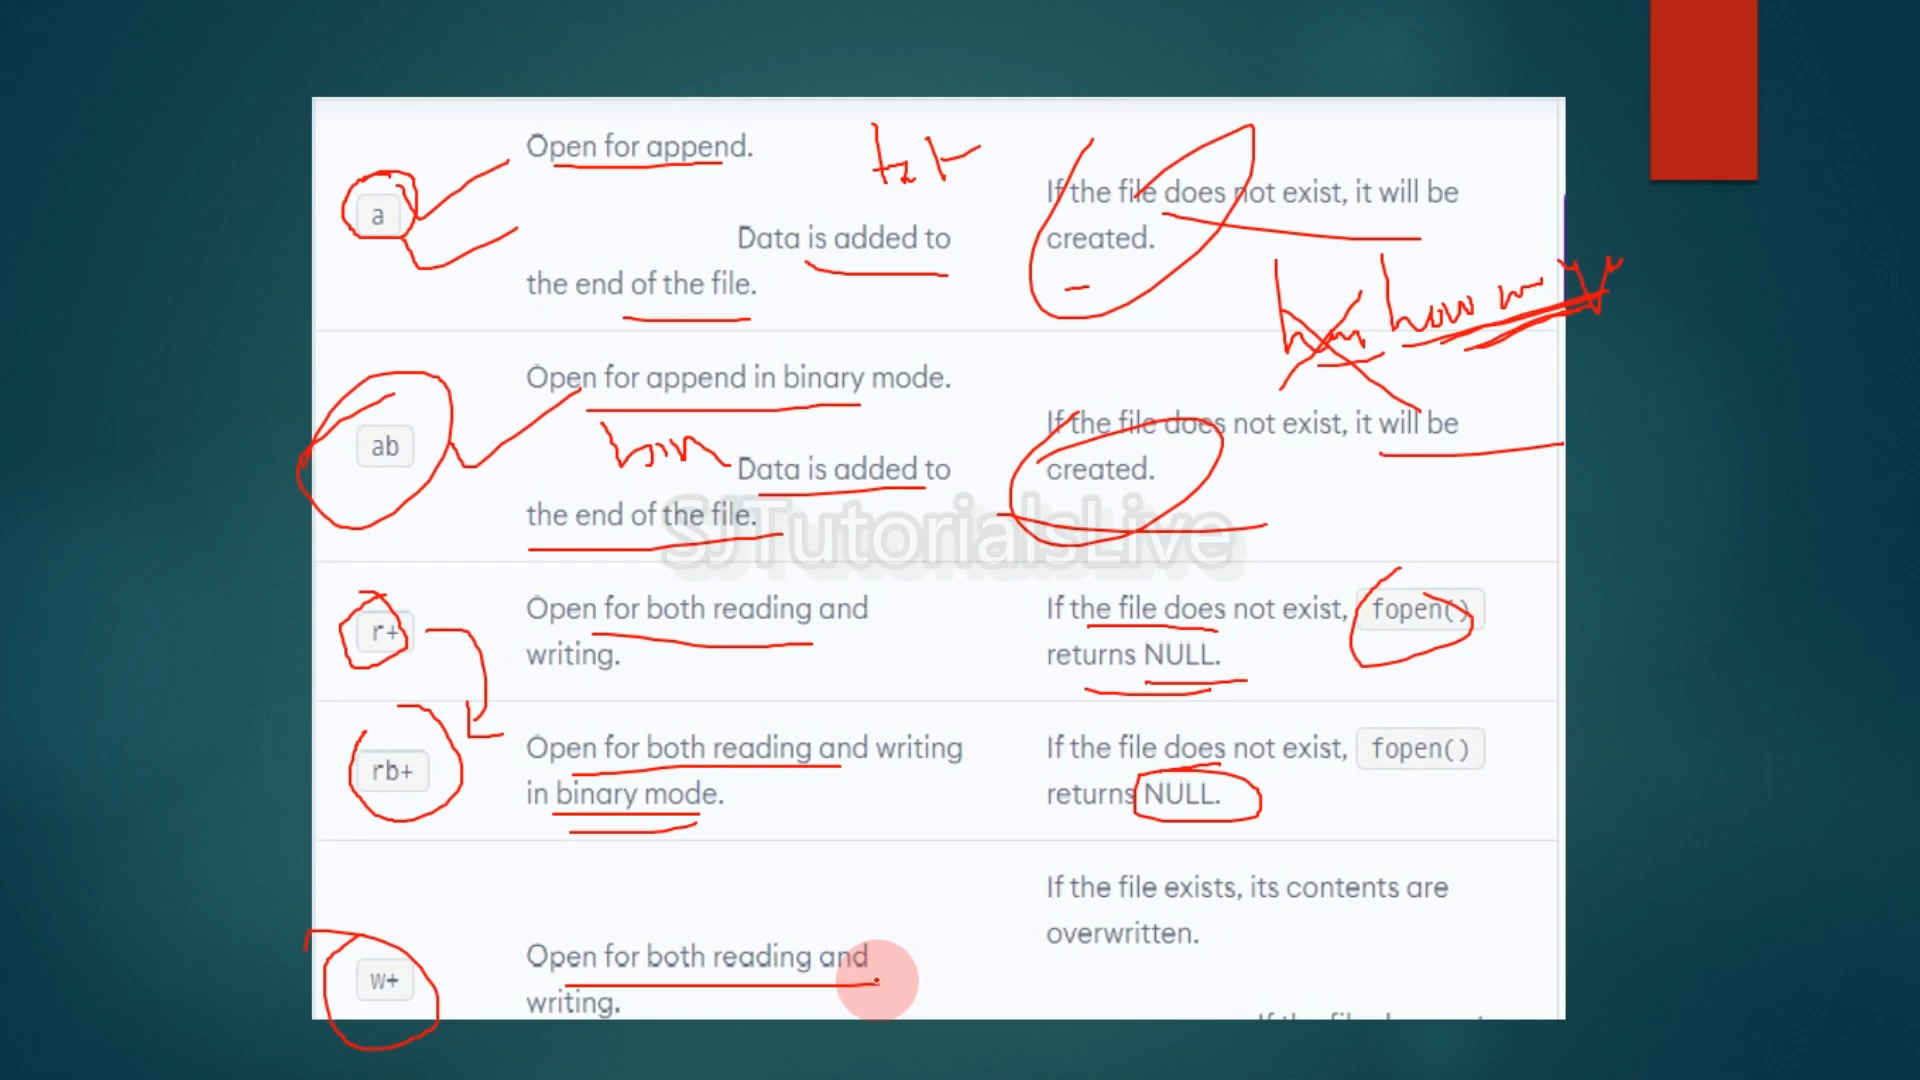 Open for append.
a
Data is added to
the end of the file.
If the file does not exist, it will be
created.
Open for append in binary mode.
ab
Data is added to
the end of the file.
If the file does not exist, it will be
created.
SJTutorialsLive
r+
Open for both reading and
writing.
If the file does not exist, fopen()
returns NULL.
rb+
Open for both reading and writing
in binary mode.
If the file does not exist, fopen()
returns NULL.
w+
Open for both reading and
writing.
If the file exists, its contents are
overwritten.